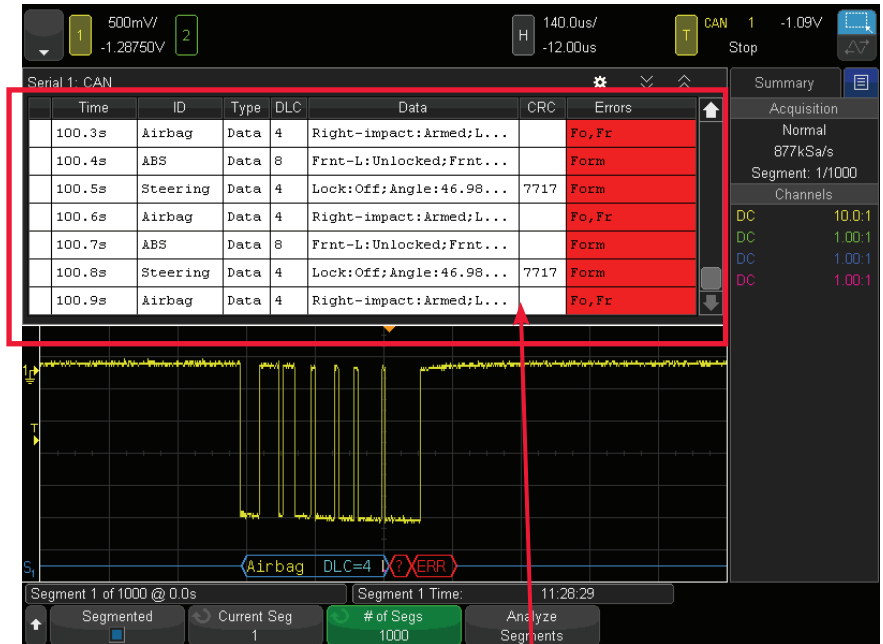 500mV/
140.0us/
CAN 1 -1.09V
1
2
H
T
-1.28750V
-12.00us
Stop
Serial 1: CAN
Summary
Time ID Type DLC Data CRC Errors
Acquisition
100.3s Airbag Data 4 Right-impact:Armed;L... Fo,Fr
Normal
877kSa/s
100.4s ABS Data 8 Frnt-L:Unlocked;Frnt... Form
Segment: 1/1000
100.5s Steering Data 4 Lock:Off;Angle:46.98... 7717 Form
Channels
100.6s Airbag Data 4 Right-impact:Armed;L... Fo,Fr
DC 10.0:1
DC 1.00:1
100.7s ABS Data 8 Frnt-L:Unlocked;Frnt... Form
DC 1.00:1
100.8s Steering Data 4 Lock:Off;Angle:46.98... 7717 Form
DC 1.00:1
100.9s Airbag Data 4 Right-impact:Armed;L... Fo,Fr
1
T
S1 Airbag DLC=4 ? ERR
Segment 1 of 1000 @ 0.0s
Segment 1 Time: 11:28:29
Segmented
Current Seg
1
# of Segs
1000
Analyze
Segments